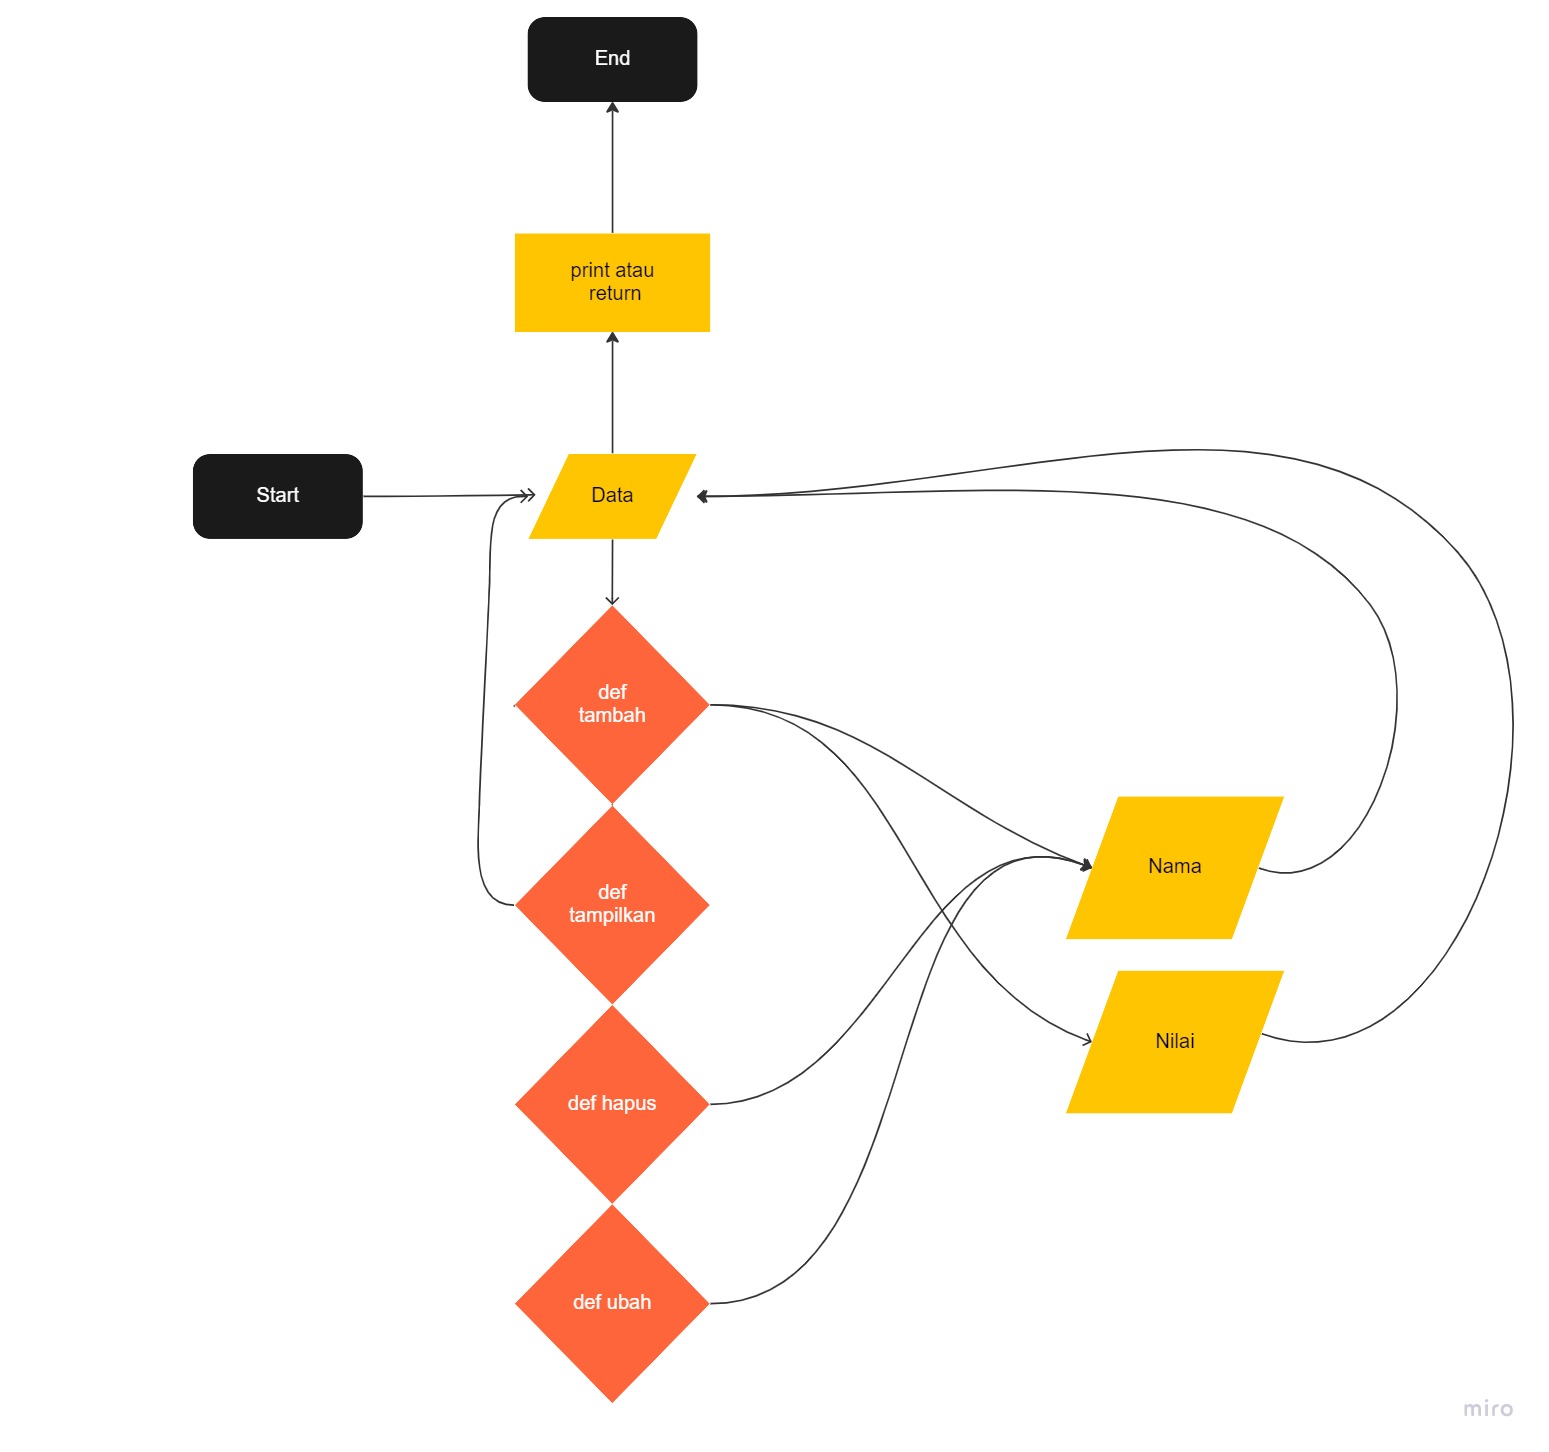 End
print atau
return
Start
Data
def
tambah
def
tampilkan
def hapus
def ubah
Nama
Nilai
miro